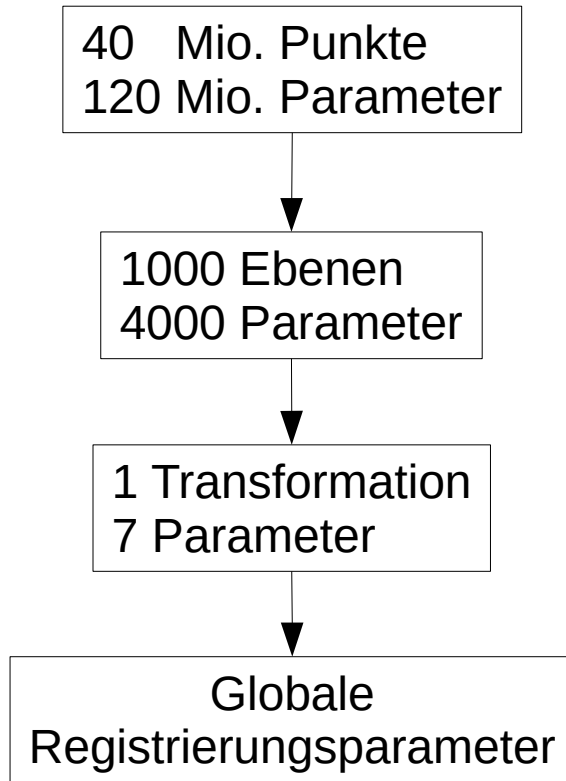 40 Mio. Punkte
120 Mio. Parameter
1000 Ebenen
4000 Parameter
1 Transformation
7 Parameter
Globale
Registrierungsparameter